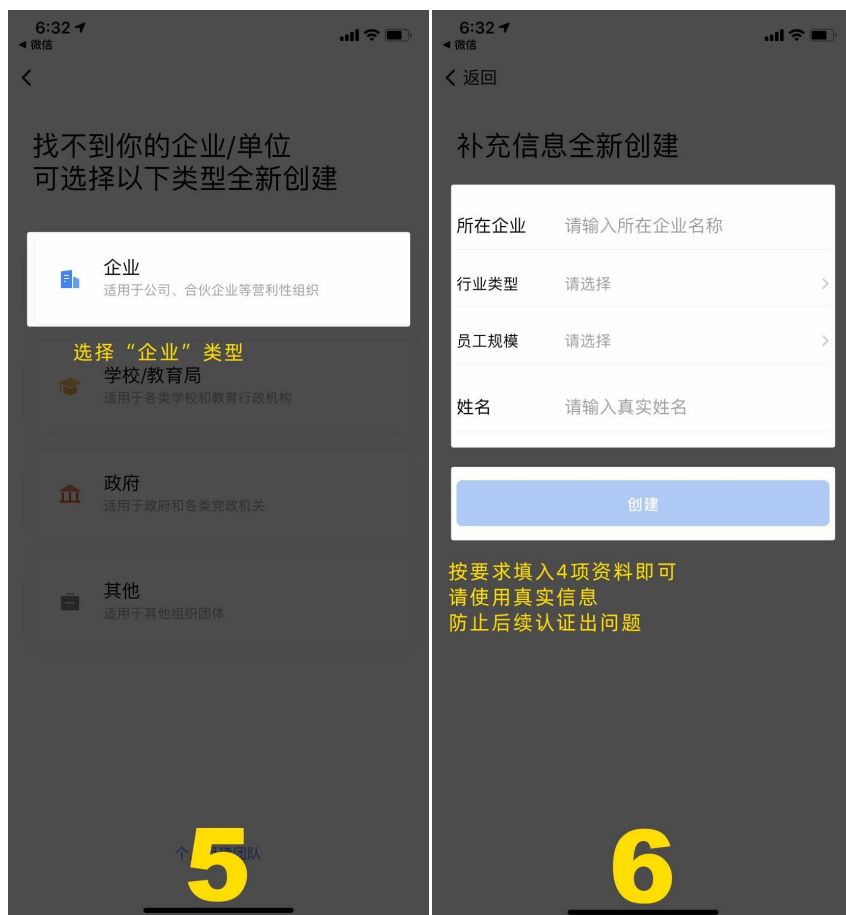 6:32
微信
找不到你的企业/单位
可选择以下类型全新创建
企业
适用于公司、合伙企业等营利性组织
选择“企业”类型
学校/教育局
适用于各类学校和教育行政机构
政府
适用于政府和各类党政机关
其他
适用于其他组织团体
5
6:32
微信
返回
补充信息全新创建
所在企业 请输入所在企业名称
行业类型 请选择
员工规模 请选择
姓名 请输入真实姓名
创建
按要求填入4项资料即可
请使用真实信息
防止后续认证出问题
6